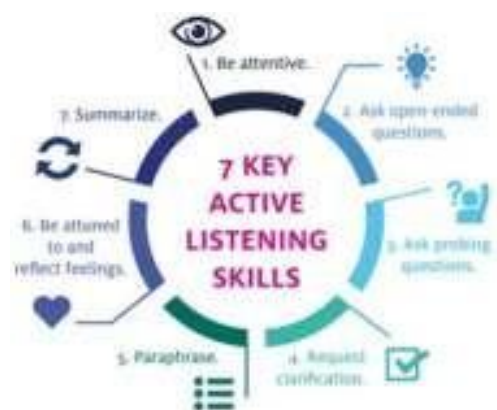 7 KEY
ACTIVE
LISTENING
SKILLS
1. Be attentive.
2. Ask open-ended
questions.
3. Ask probing
questions.
4. Request
clarification.
5. Paraphrase.
6. Be attuned
to and
reflect feelings.
7. Summarize.